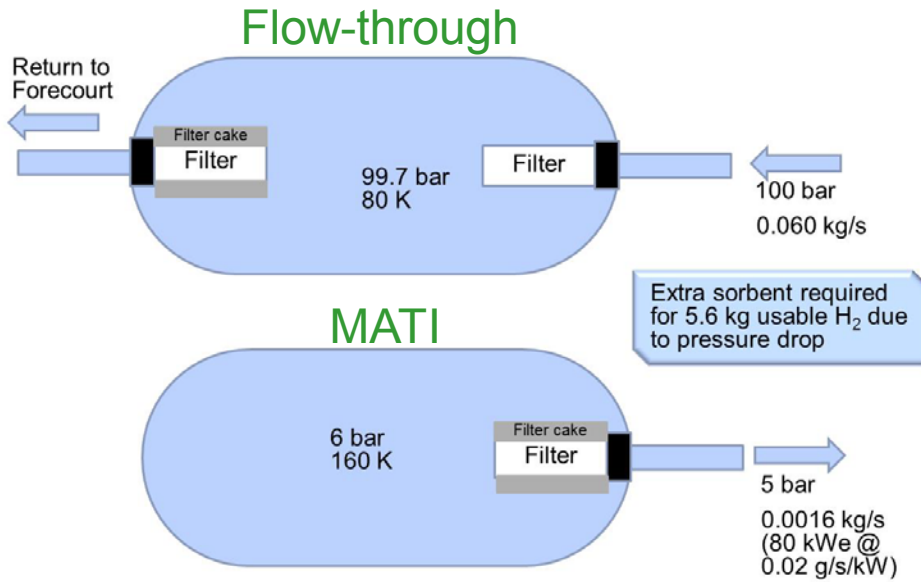 Flow-through
Return to
Forecourt
Filter cake
Filter
Filter
99.7 bar
80 K
100 bar
0.060 kg/s
Extra sorbent required
for 5.6 kg usable H₂ due
to pressure drop
MATI
6 bar
160 K
Filter cake
Filter
5 bar
0.0016 kg/s
(80 kWe @
0.02 g/s/kW)